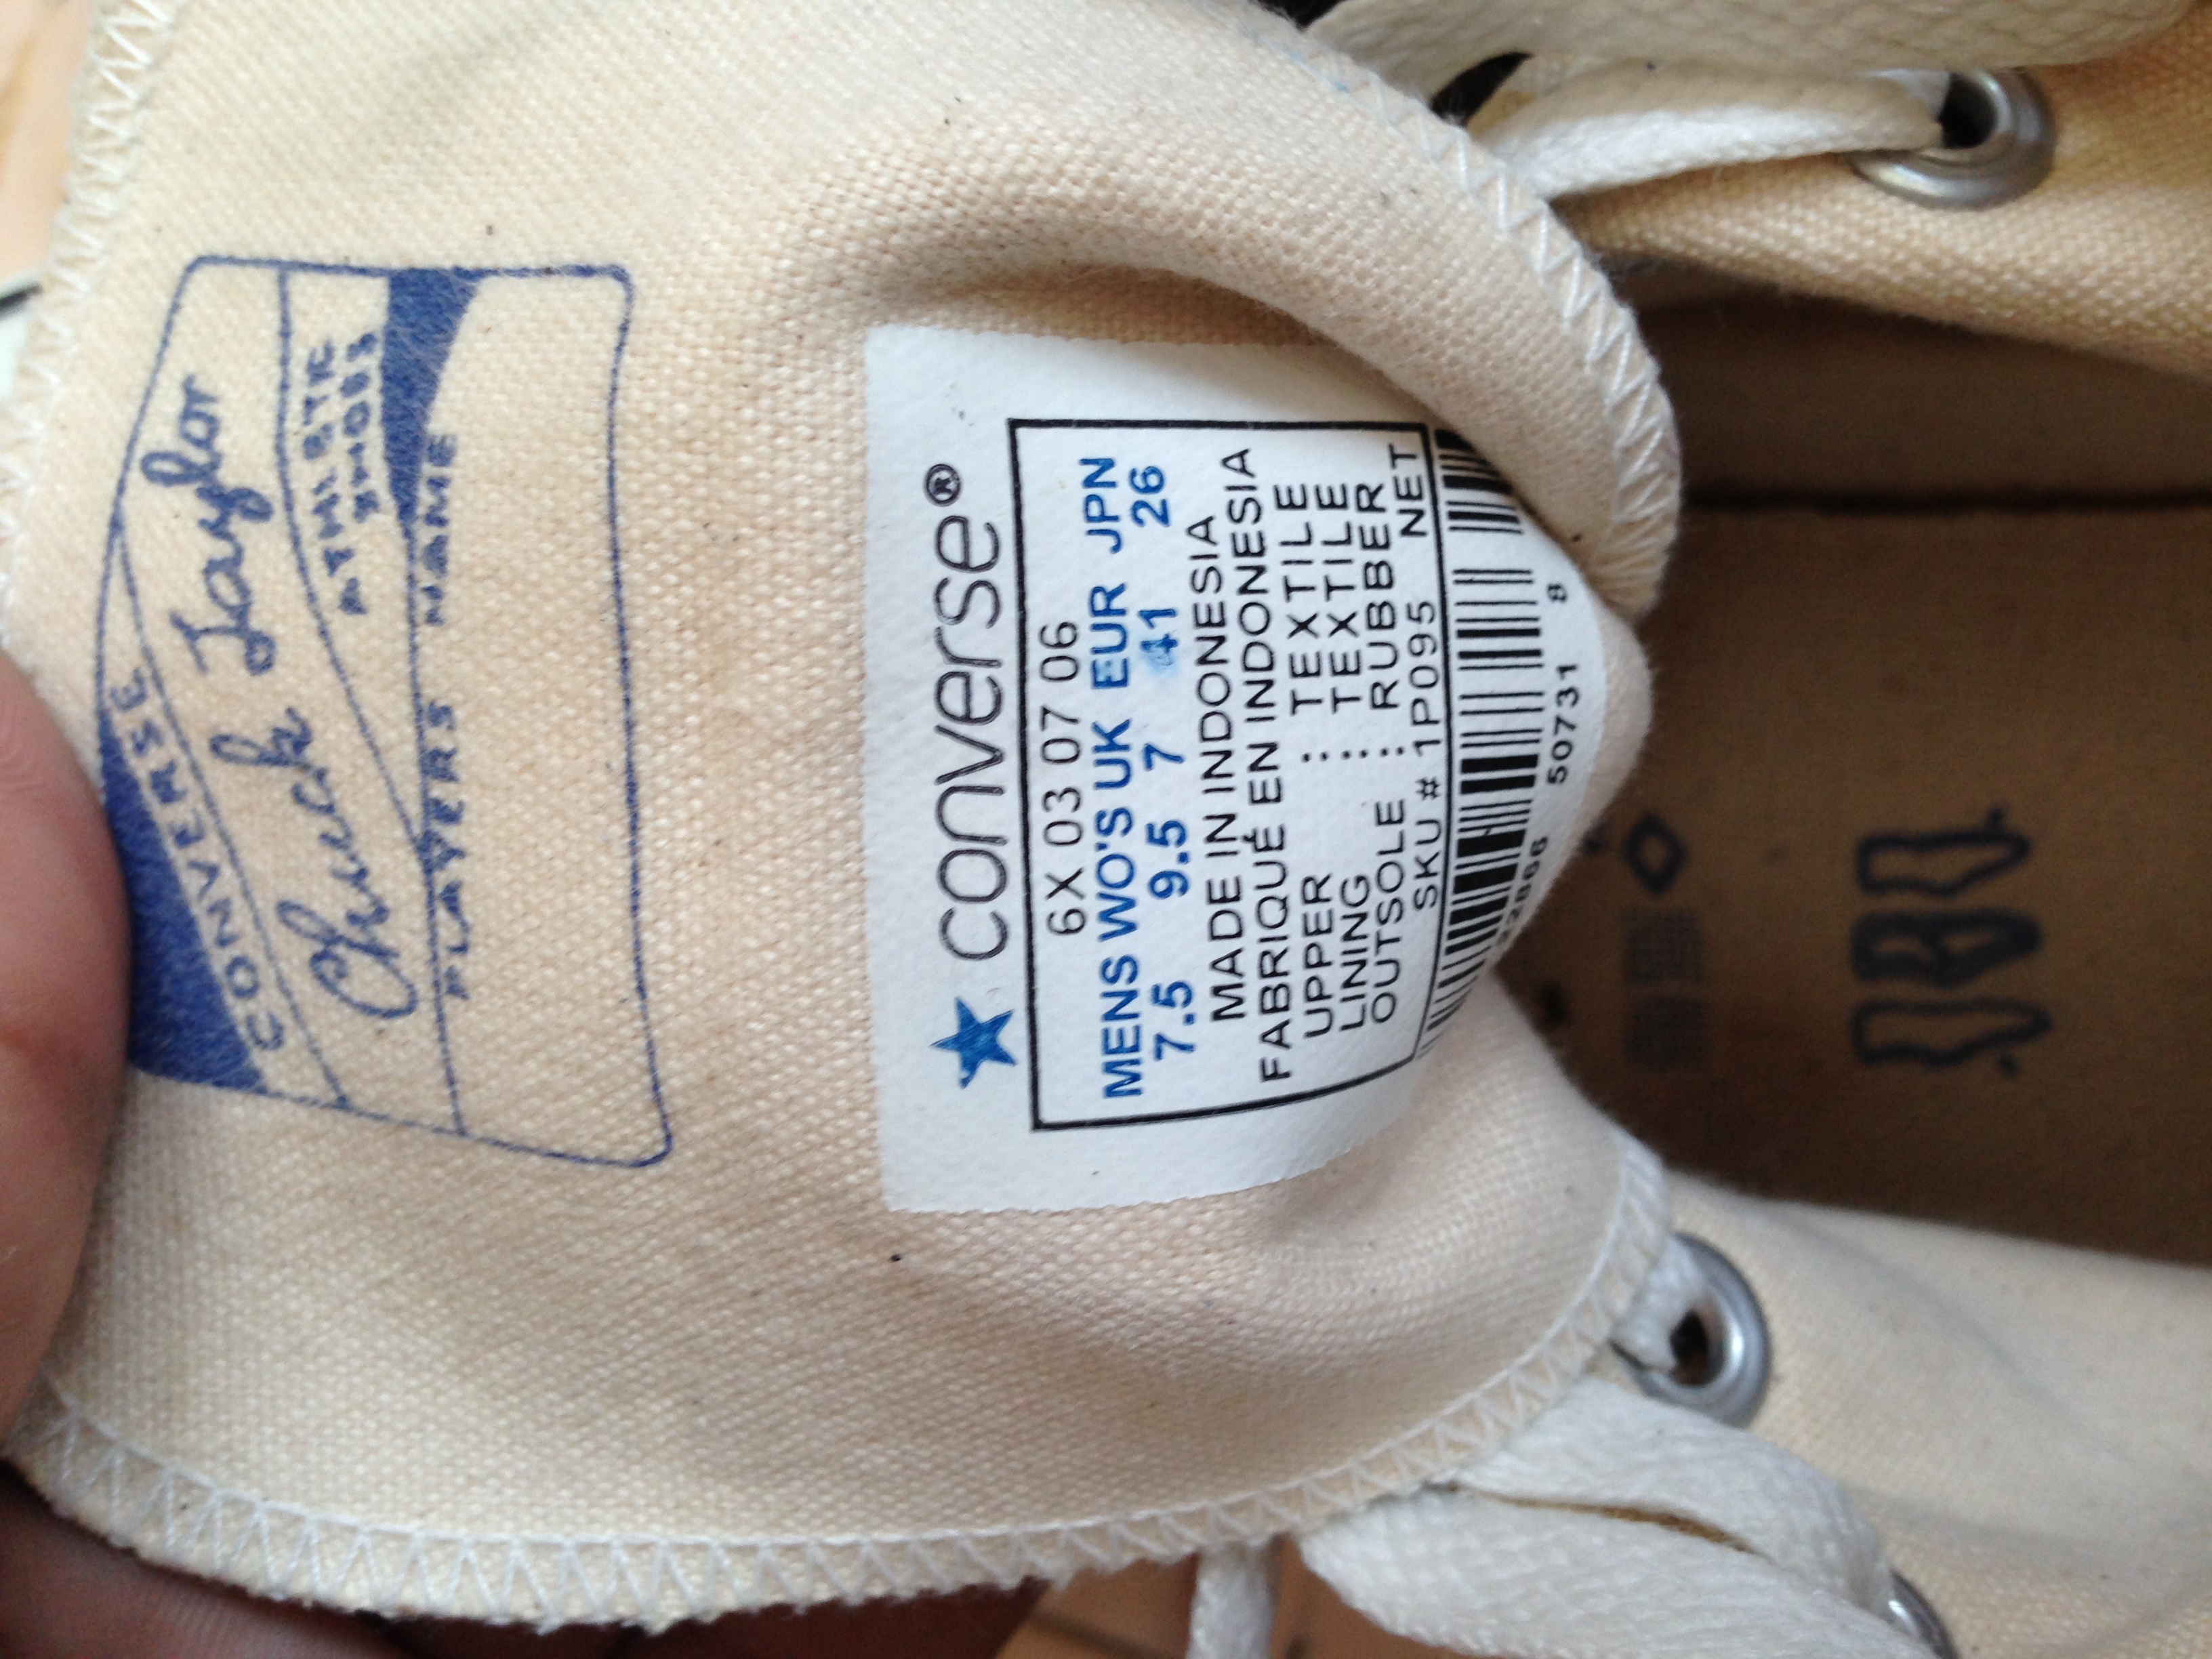 CONVERSE
Chuck Taylor
ATHLETIC
SHOES
PLAYERS NAME
converse®
6X 03 07 06
MENS WO'S UK EUR JPN
7.5 9.5 7 41 26
MADE IN INDONESIA
FABRIQUÉ EN INDONESIA
UPPER : TEXTILE
LINING : TEXTILE
OUTSOLE : RUBBER
SKU # 1P095 NET
50731 8